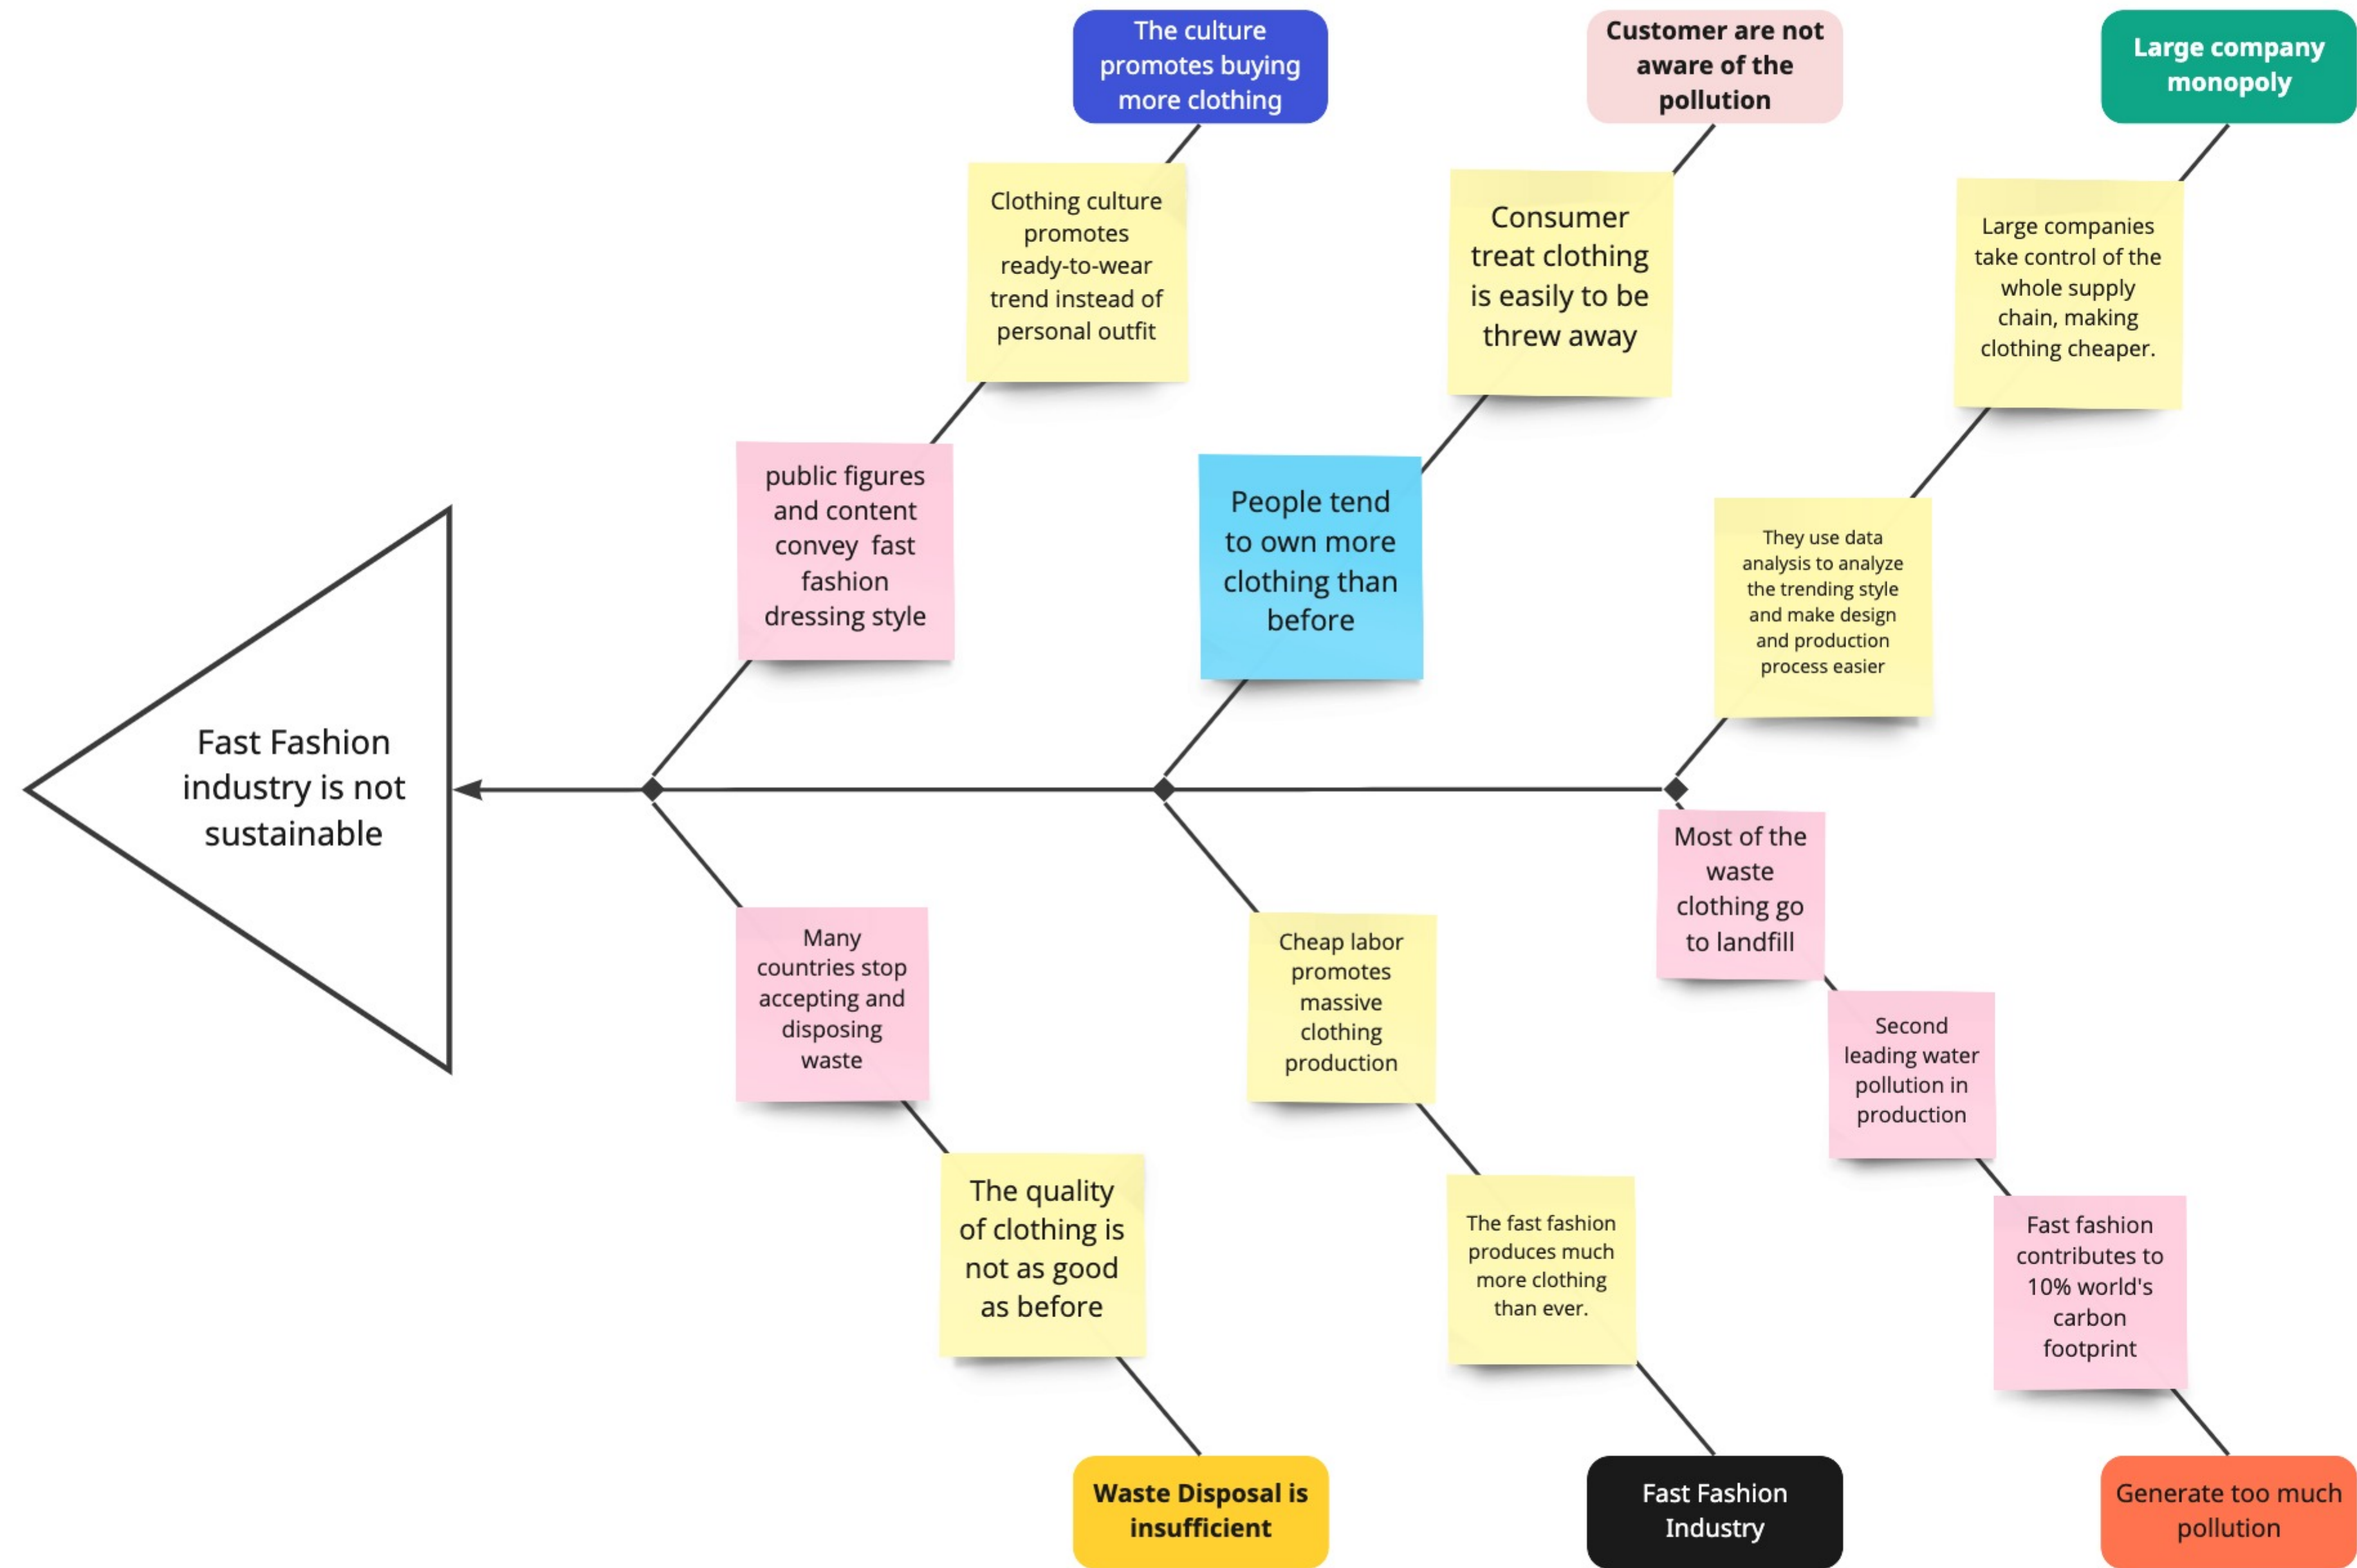 The culture
promotes buying
more clothing
Customer are not
aware of the
pollution
Large company
monopoly
Clothing culture
promotes
ready-to-wear
trend instead of
personal outfit
Consumer
treat clothing
is easily to be
threw away
Large companies
take control of the
whole supply
chain, making
clothing cheaper.
public figures
and content
convey fast
fashion
dressing style
People tend
to own more
clothing than
before
They use data
analysis to analyze
the trending style
and make design
and production
process easier
Fast Fashion
industry is not
sustainable
Many
countries stop
accepting and
disposing
waste
Cheap labor
promotes
massive
clothing
production
Most of the
waste
clothing go
to landfill
Second
leading water
pollution in
production
The quality
of clothing is
not as good
as before
The fast fashion
produces much
more clothing
than ever.
Fast fashion
contributes to
10% world's
carbon
footprint
Waste Disposal is
insufficient
Fast Fashion
Industry
Generate too much
pollution